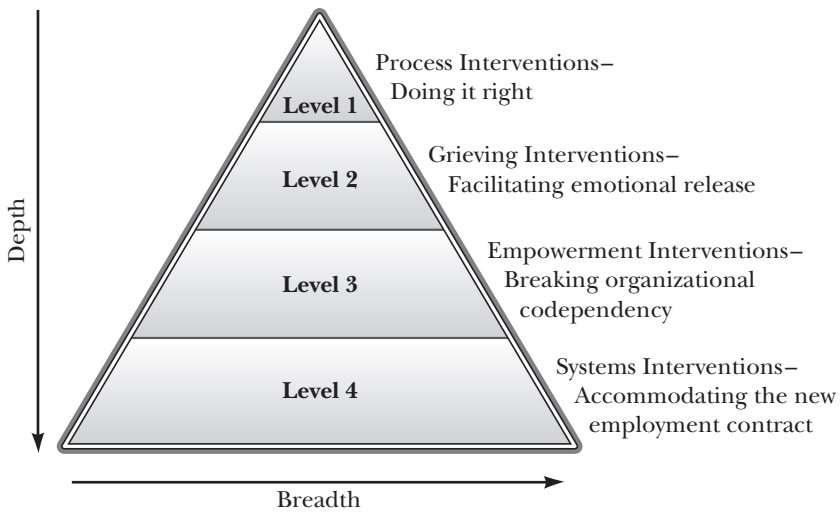 Process Interventions–
Doing it right
Level 1
Grieving Interventions–
Facilitating emotional release
Level 2
Empowerment Interventions–
Breaking organizational
codependency
Level 3
Systems Interventions–
Accommodating the new
employment contract
Level 4
Depth
Breadth